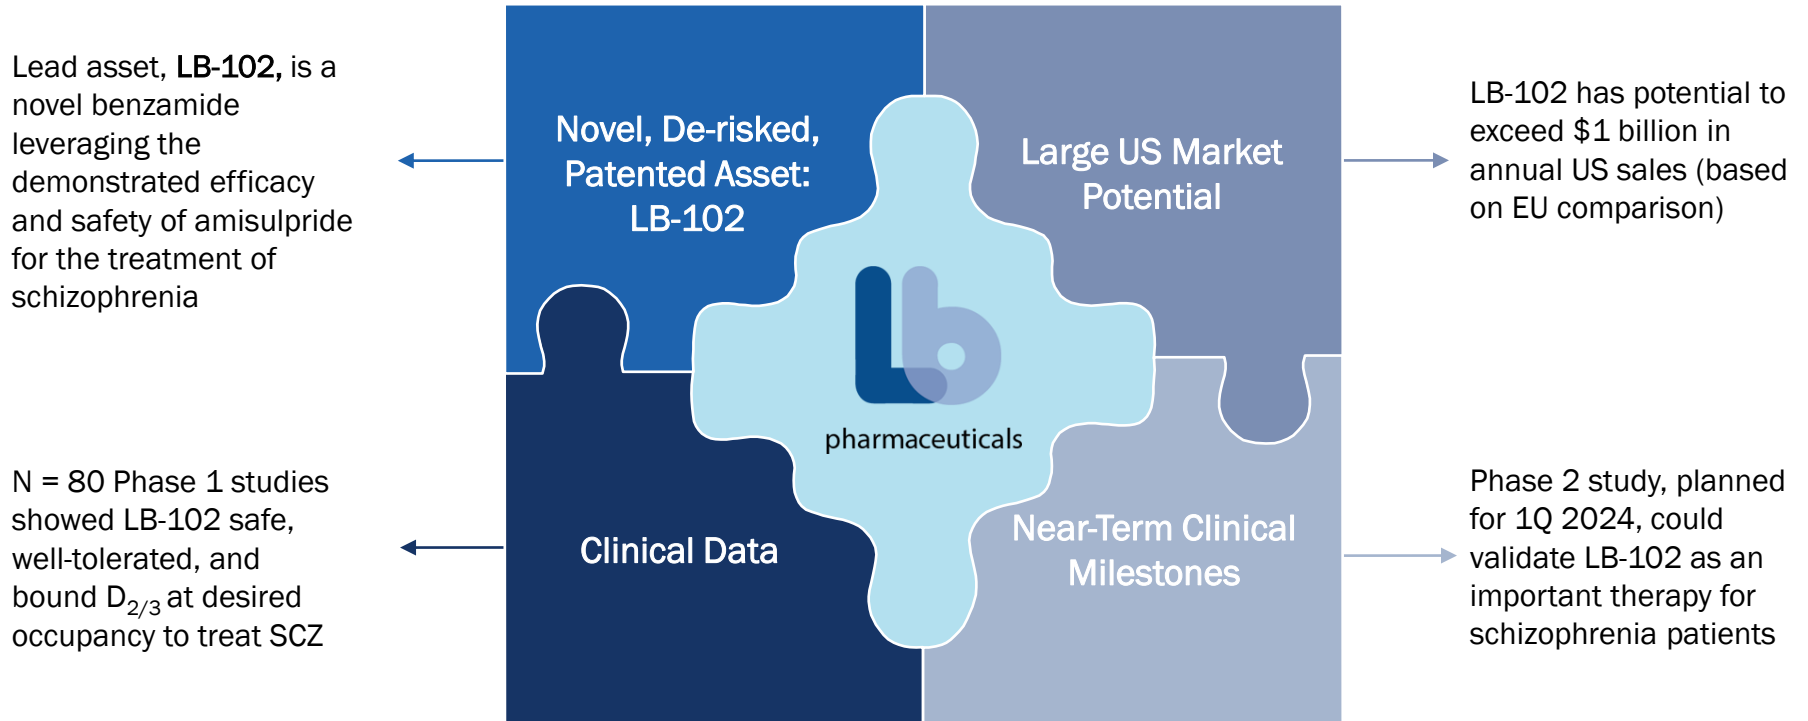 Lead asset, LB-102, is a
novel benzamide
leveraging the
demonstrated efficacy
and safety of amisulpride
for the treatment of
schizophrenia
Novel, De-risked,
Patented Asset:
LB-102
Large US Market
Potential
LB-102 has potential to
exceed $1 billion in
annual US sales (based
on EU comparison)
Lb
pharmaceuticals
N = 80 Phase 1 studies
showed LB-102 safe,
well-tolerated, and
bound D2/3 at desired
occupancy to treat SCZ
Clinical Data
Near-Term Clinical
Milestones
Phase 2 study, planned
for 1Q 2024, could
validate LB-102 as an
important therapy for
schizophrenia patients